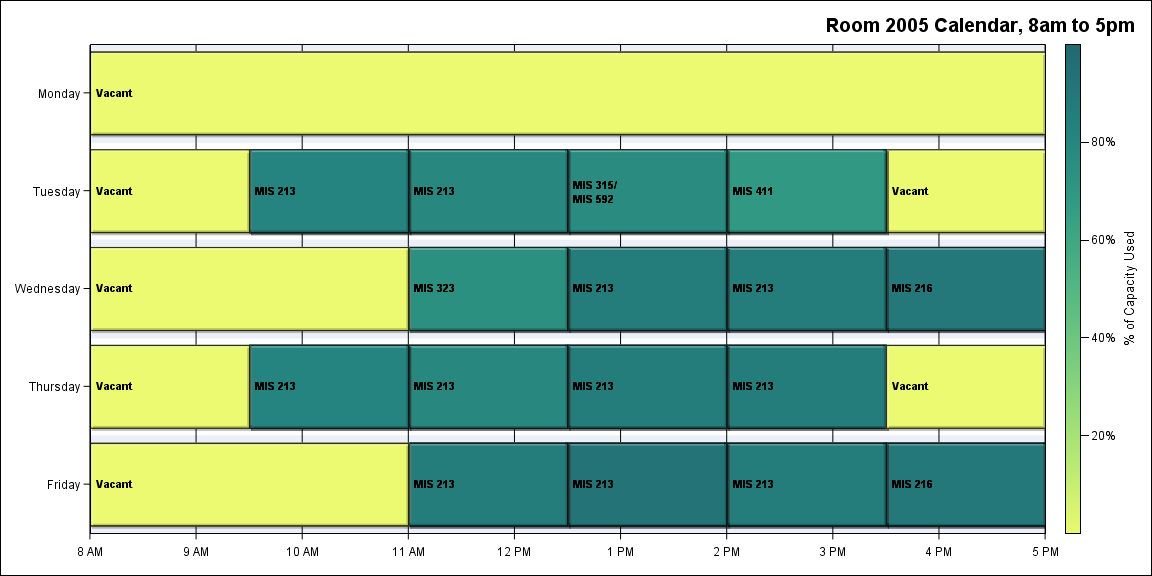 Room 2005 Calendar, 8am to 5pm
Monday
Vacant
Tuesday
Vacant
MIS 213
MIS 213
MIS 315/
MIS 592
MIS 411
Vacant
Wednesday
Vacant
MIS 323
MIS 213
MIS 213
MIS 216
Thursday
Vacant
MIS 213
MIS 213
MIS 213
MIS 213
Vacant
Friday
Vacant
MIS 213
MIS 213
MIS 213
MIS 216
8 AM
9 AM
10 AM
11 AM
12 PM
1 PM
2 PM
3 PM
4 PM
5 PM
80%
60%
40%
20%
% of Capacity Used